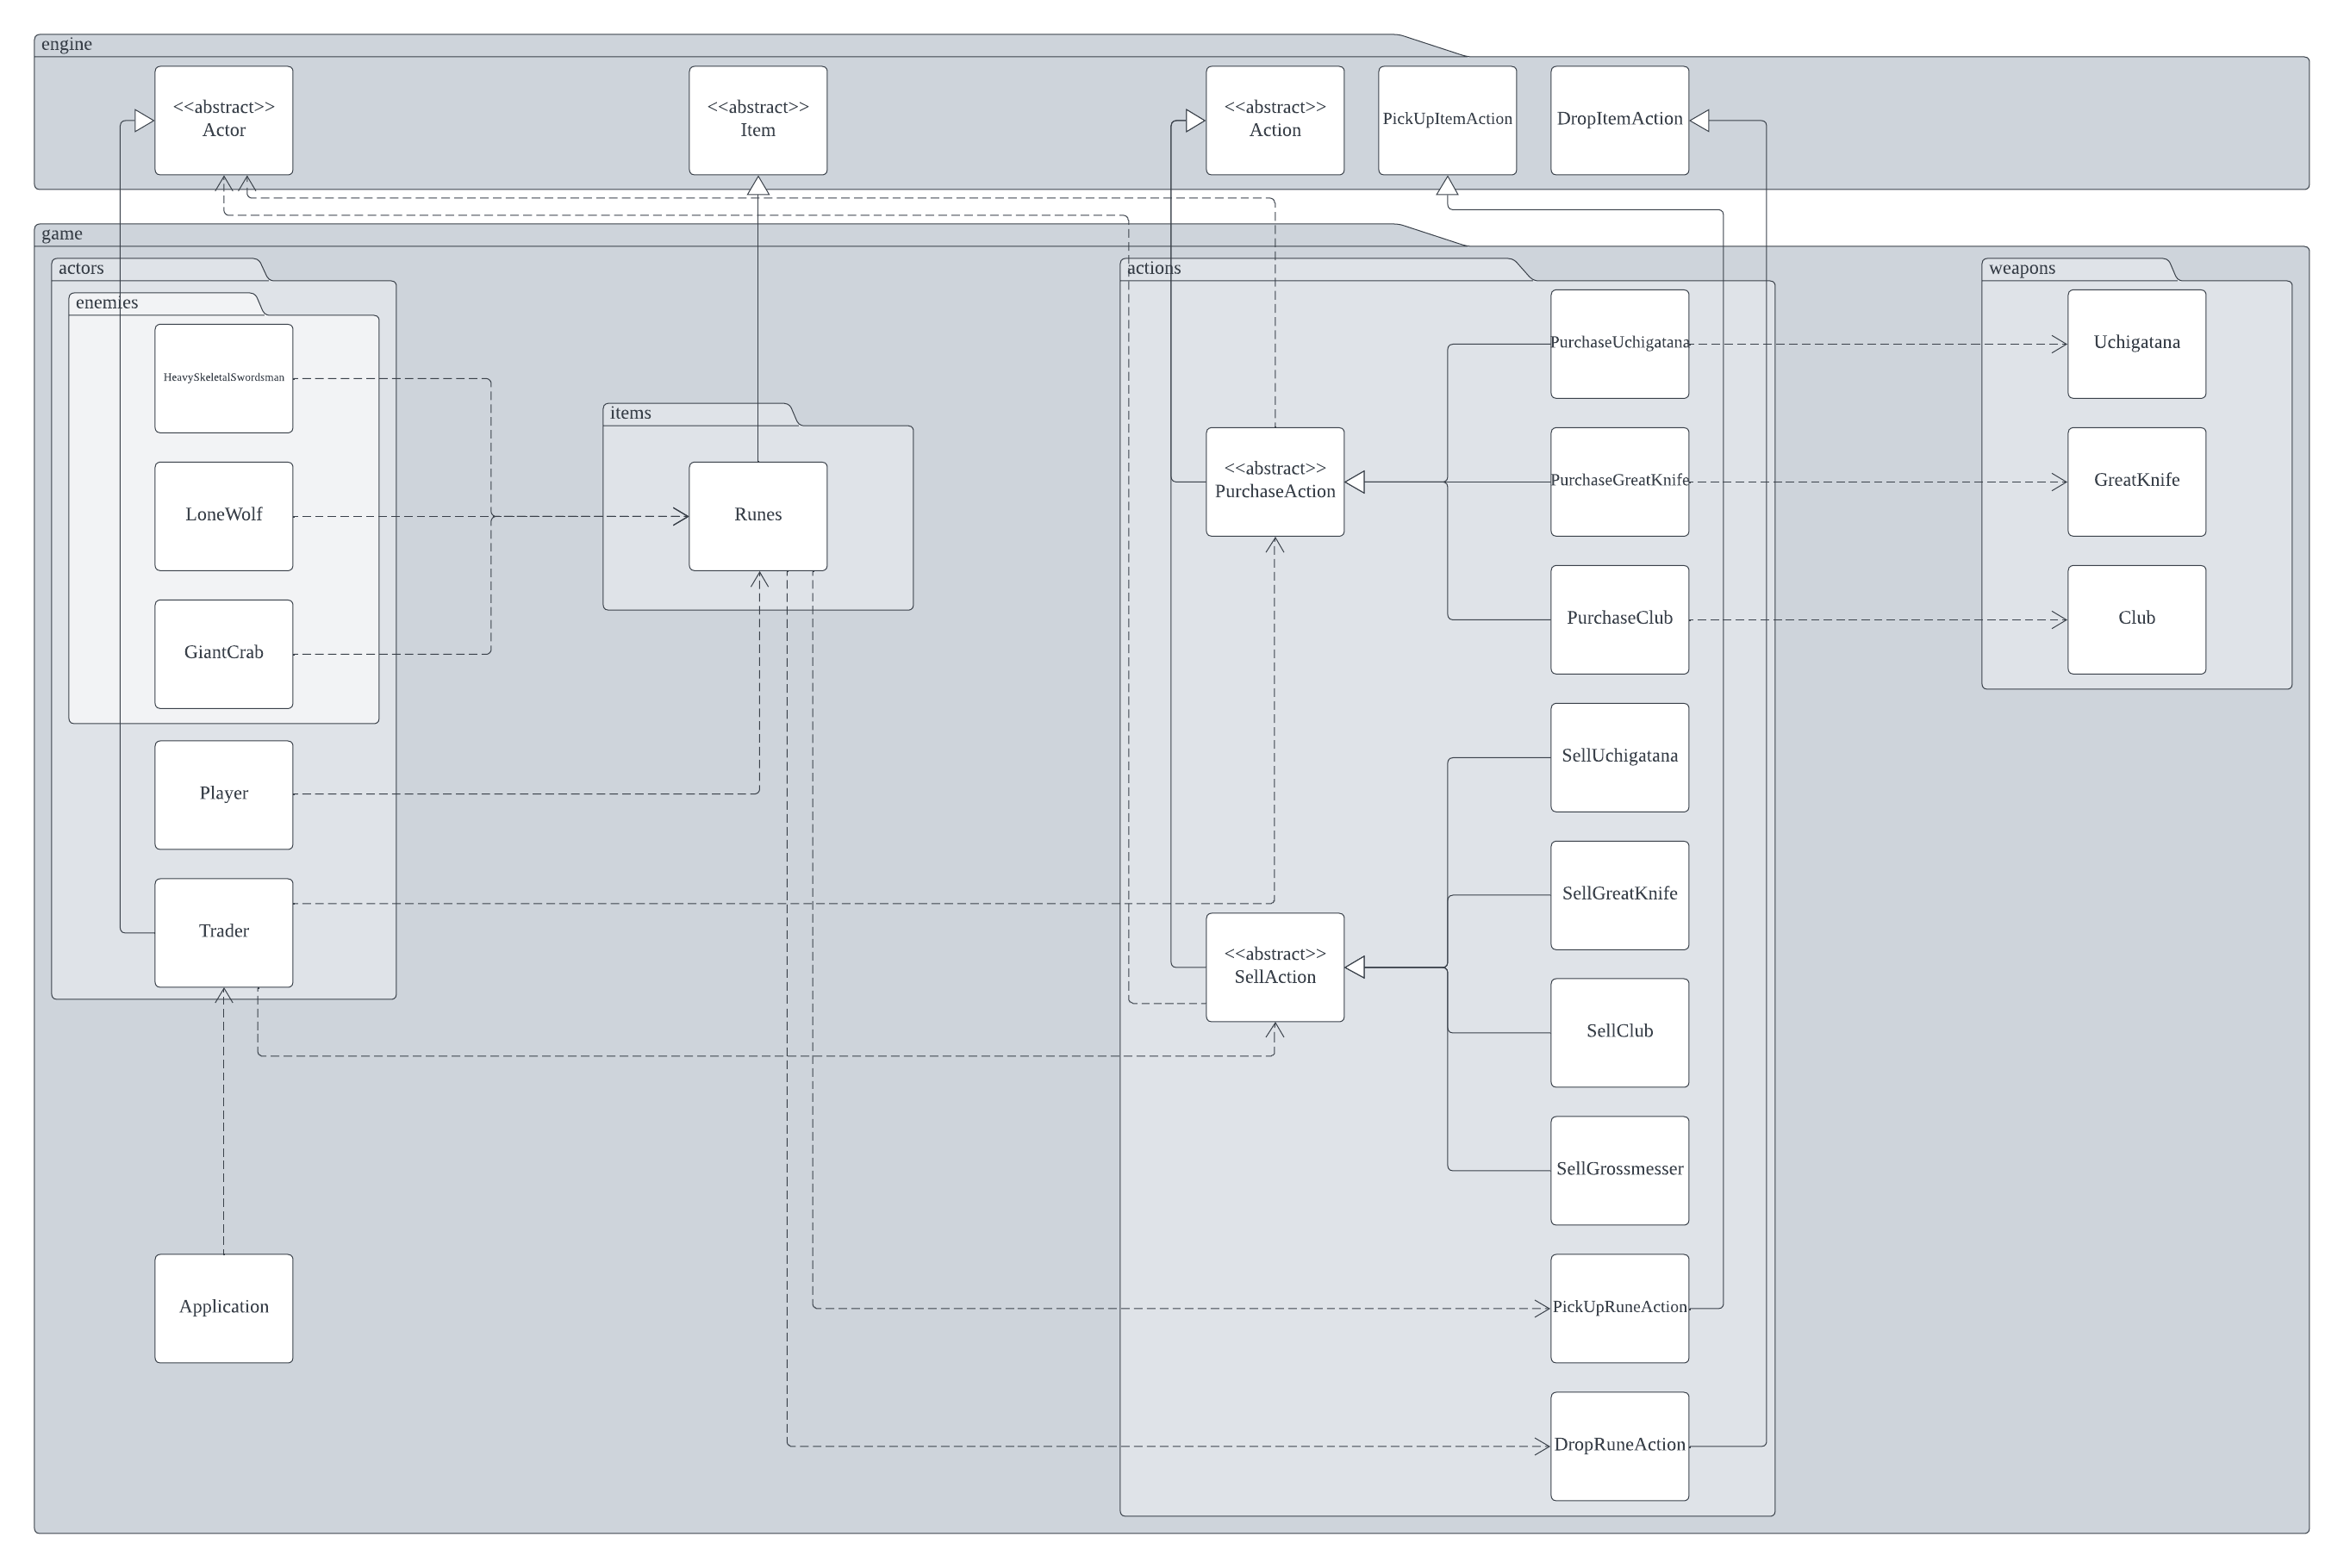 engine
<<abstract>>
Actor
<<abstract>>
Item
<<abstract>>
Action
PickUpItemAction
DropItemAction
game
actors
enemies
HeavySkeletalSwordsman
LoneWolf
GiantCrab
Player
Trader
Application
items
Runes
actions
<<abstract>>
PurchaseAction
<<abstract>>
SellAction
PurchaseUchigatana
PurchaseGreatKnife
PurchaseClub
SellUchigatana
SellGreatKnife
SellClub
SellGrossmesser
PickUpRuneAction
DropRuneAction
weapons
Uchigatana
GreatKnife
Club